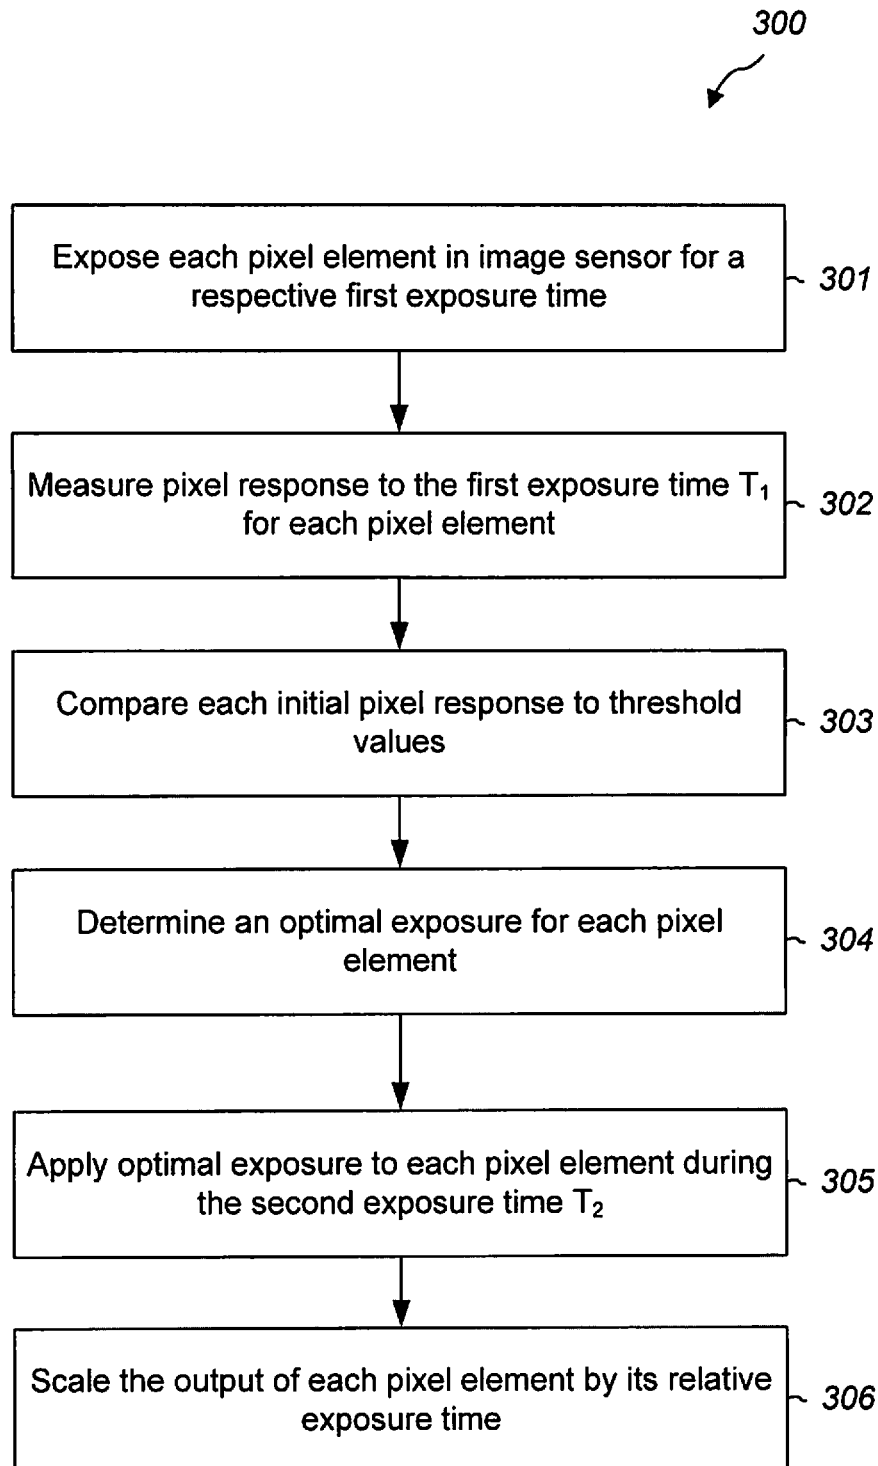 300
Expose each pixel element in image sensor for a
respective first exposure time
301
Measure pixel response to the first exposure time T₁
for each pixel element
302
Compare each initial pixel response to threshold
values
303
Determine an optimal exposure for each pixel
element
304
Apply optimal exposure to each pixel element during
the second exposure time T₂
305
Scale the output of each pixel element by its relative
exposure time
306